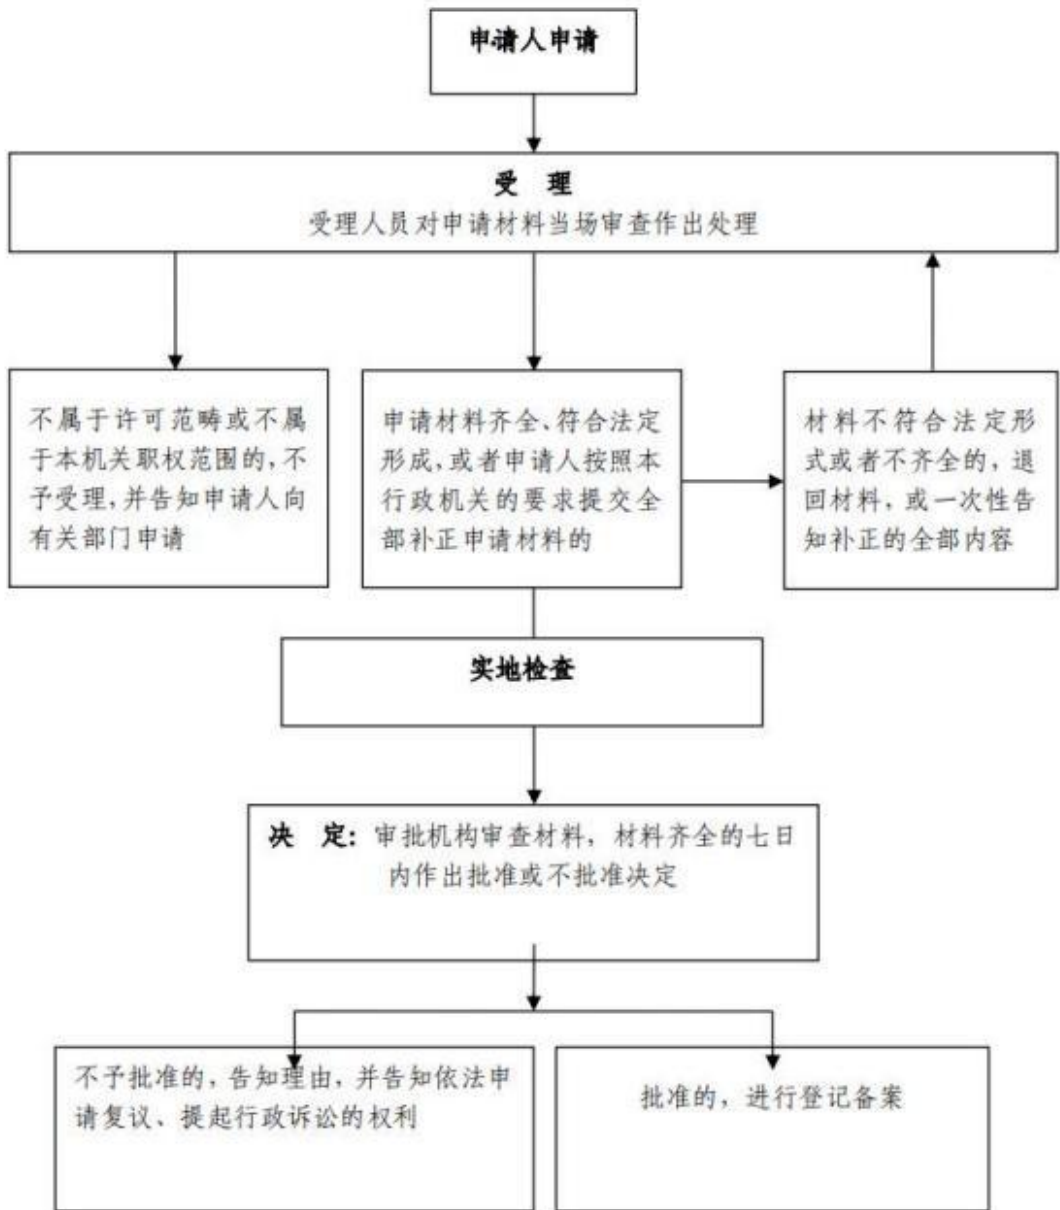 申请人申请
受 理
受理人员对申请材料当场审查作出处理
不属于许可范畴或不属
于本机关职权范围的，不
予受理，并告知申请人向
有关部门申请
申请材料齐全、符合法定
形成，或者申请人按照本
行政机关的要求提交全
部补正申请材料的
材料不符合法定形
式或者不齐全的，退
回材料，或一次性告
知补正的全部内容
实地检查
决 定：审批机构审查材料，材料齐全的七日
内作出批准或不批准决定
不予批准的，告知理由，并告知依法申
请复议、提起行政诉讼的权利
批准的，进行登记备案